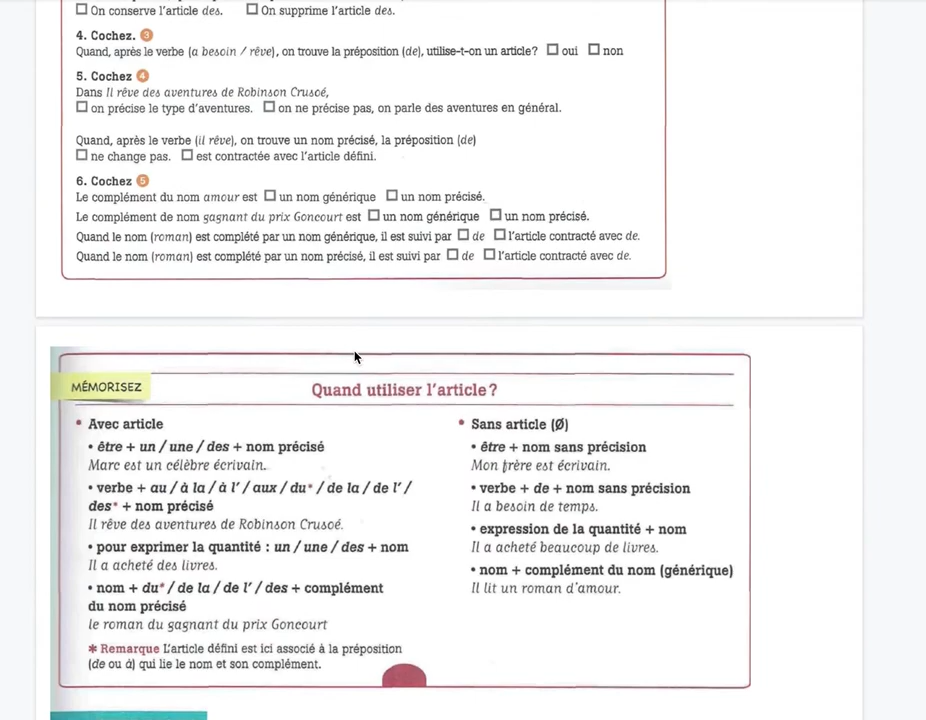 ☐ On conserve l'article des. ☐ On supprime l'article des.
4. Cochez. 3
Quand, après le verbe (a besoin / rêve), on trouve la préposition (de), utilise-t-on un article? ☐ oui ☐ non
5. Cochez 4
Dans Il rêve des aventures de Robinson Crusoé,
☐ on précise le type d'aventures. ☐ on ne précise pas, on parle des aventures en général.
Quand, après le verbe (il rêve), on trouve un nom précisé, la préposition (de)
☐ ne change pas. ☐ est contractée avec l'article défini.
6. Cochez 5
Le complément du nom amour est ☐ un nom générique ☐ un nom précisé.
Le complément de nom gagnant du prix Goncourt est ☐ un nom générique ☐ un nom précisé.
Quand le nom (roman) est complété par un nom générique, il est suivi par ☐ de ☐ l'article contracté avec de.
Quand le nom (roman) est complété par un nom précisé, il est suivi par ☐ de ☐ l'article contracté avec de.
MÉMORISEZ
Quand utiliser l'article?
• Avec article
• être + un / une / des + nom précisé
Marc est un célèbre écrivain.
• verbe + au / à la / à l' / aux / du* / de la / de l' /
des* + nom précisé
Il rêve des aventures de Robinson Crusoé.
• pour exprimer la quantité : un / une / des + nom
Il a acheté des livres.
• nom + du* / de la / de l' / des + complément
du nom précisé
le roman du gagnant du prix Goncourt
* Remarque L'article défini est ici associé à la préposition
(de ou à) qui lie le nom et son complément.
• Sans article (Ø)
• être + nom sans précision
Mon frère est écrivain.
• verbe + de + nom sans précision
Il a besoin de temps.
• expression de la quantité + nom
Il a acheté beaucoup de livres.
• nom + complément du nom (générique)
Il lit un roman d'amour.